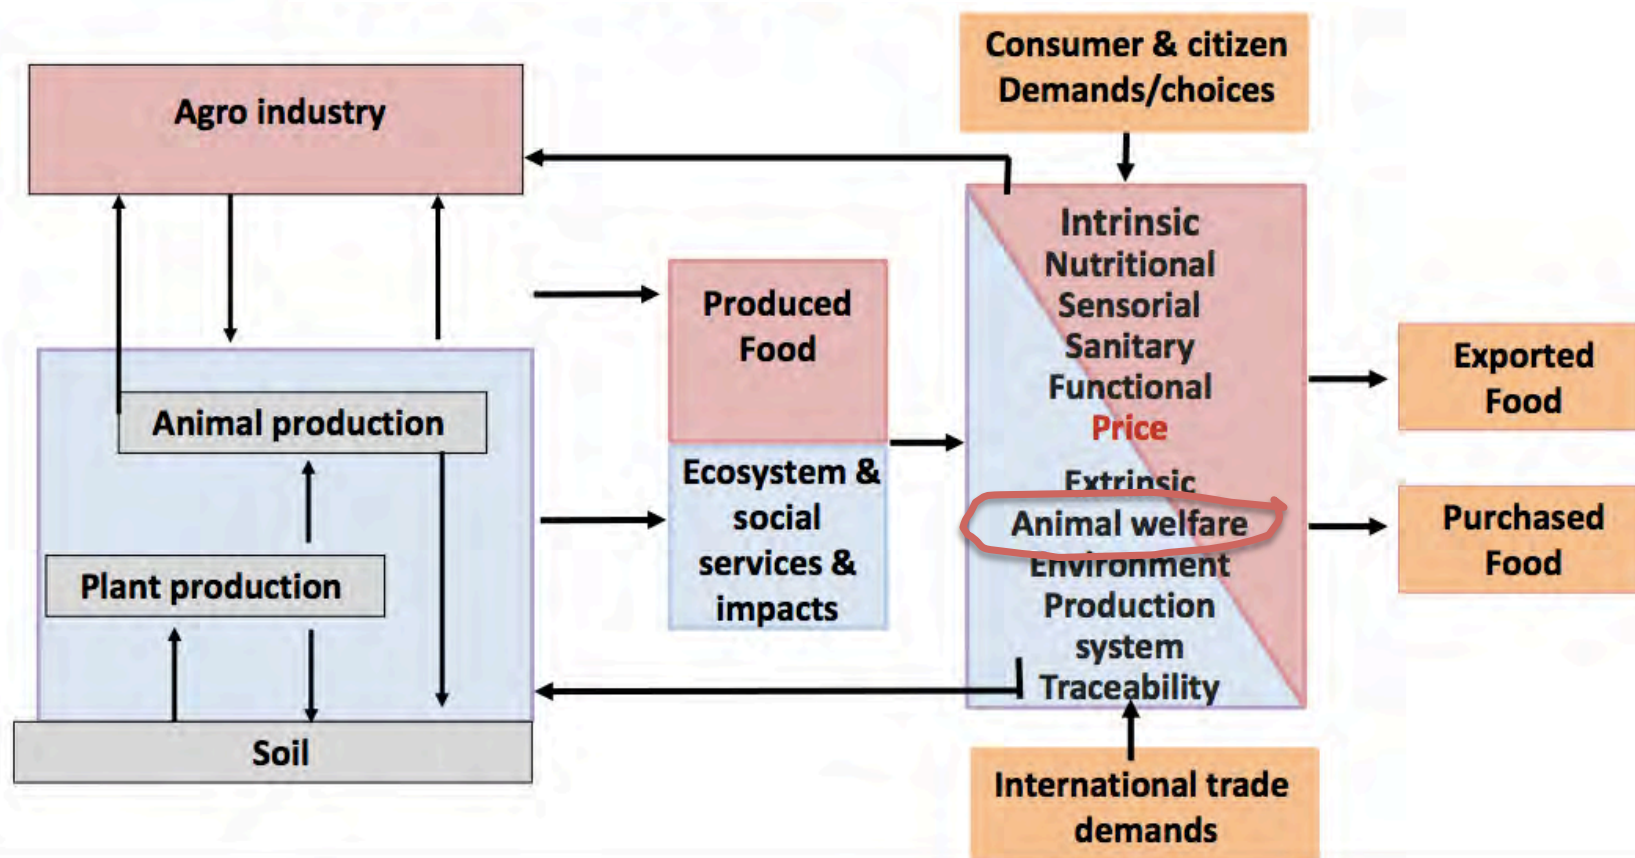 Agro industry
Animal production
Plant production
Soil
Produced
Food
Ecosystem &
social
services &
impacts
Consumer & citizen
Demands/choices
Intrinsic
Nutritional
Sensorial
Sanitary
Functional
Price
Extrinsic
Animal welfare
Environment
Production
system
Traceability
International trade
demands
Exported
Food
Purchased
Food